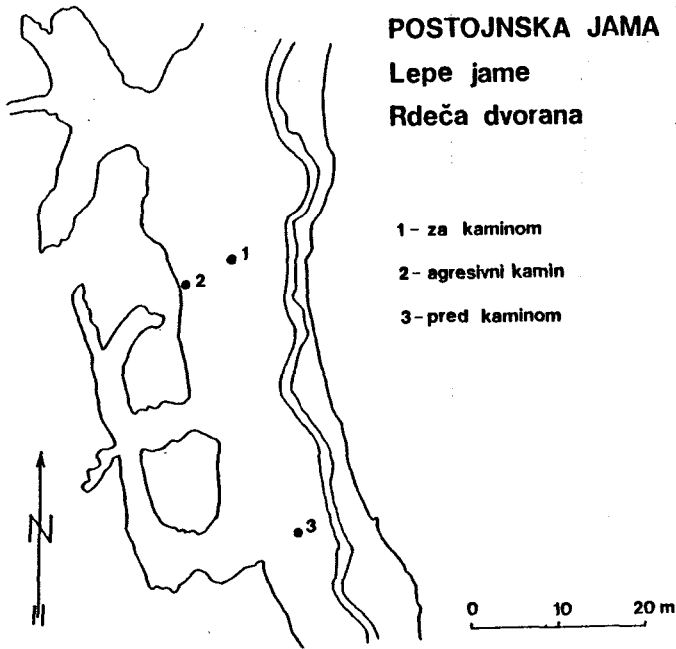 POSTOJNSKA JAMA
Lepe jame
Rdeča dvorana
1 - za kaminom
2 - agresivni kamin
3 - pred kaminom
1
2
3
N
0 10 20 m